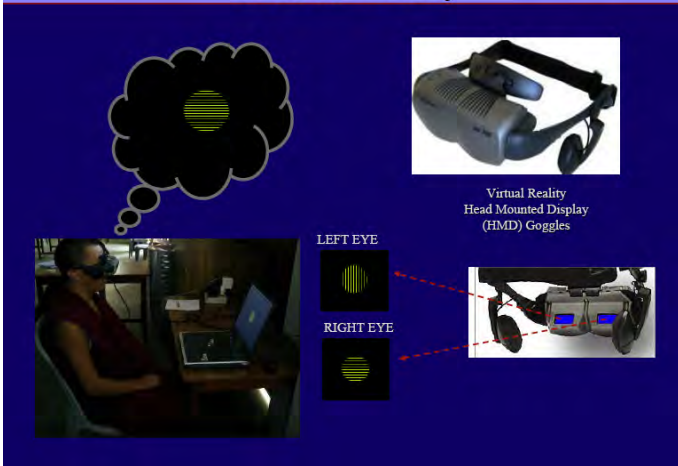 Virtual Reality
Head Mounted Display
(HMD) Goggles
LEFT EYE
RIGHT EYE